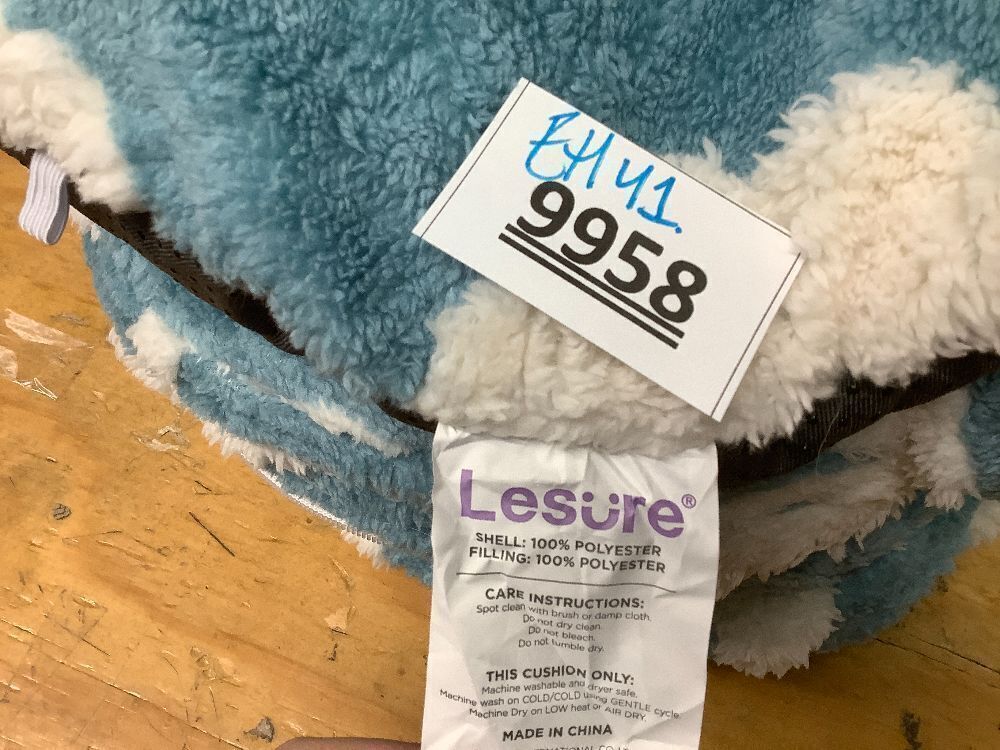 EH41.
9958
Lesüre®
SHELL: 100% POLYESTER
FILLING: 100% POLYESTER
CARE INSTRUCTIONS:
Spot clean with brush or damp cloth.
Do not dry clean.
Do not bleach.
Do not tumble dry.
THIS CUSHION ONLY:
Machine washable and dryer safe.
Machine wash on COLD/COLD using GENTLE cycle.
Machine Dry on LOW heat or AIR DRY.
MADE IN CHINA